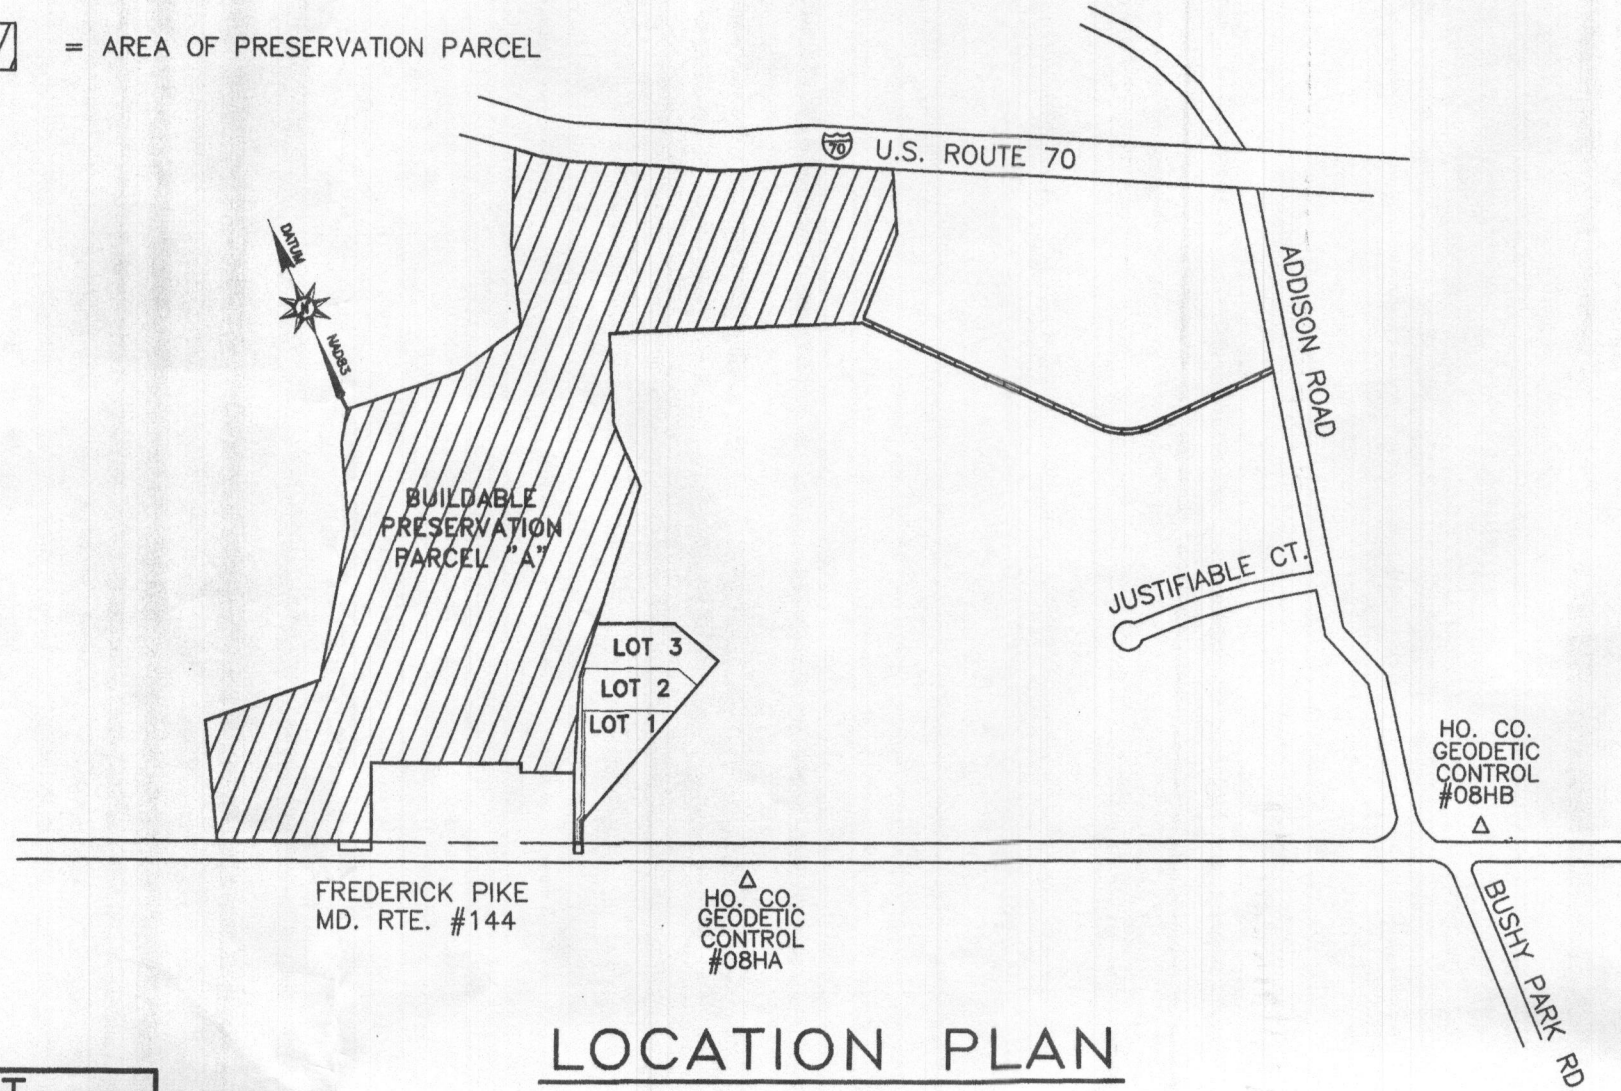 = AREA OF PRESERVATION PARCEL
70 U.S. ROUTE 70
DATUM
N
NAD83
ADDISON ROAD
BUILDABLE
PRESERVATION
PARCEL "A"
JUSTIFIABLE CT.
LOT 3
LOT 2
LOT 1
HO. CO.
GEODETIC
CONTROL
#08HB
FREDERICK PIKE
MD. RTE. #144
HO. CO.
GEODETIC
CONTROL
#08HA
BUSHY PARK RD
LOCATION PLAN